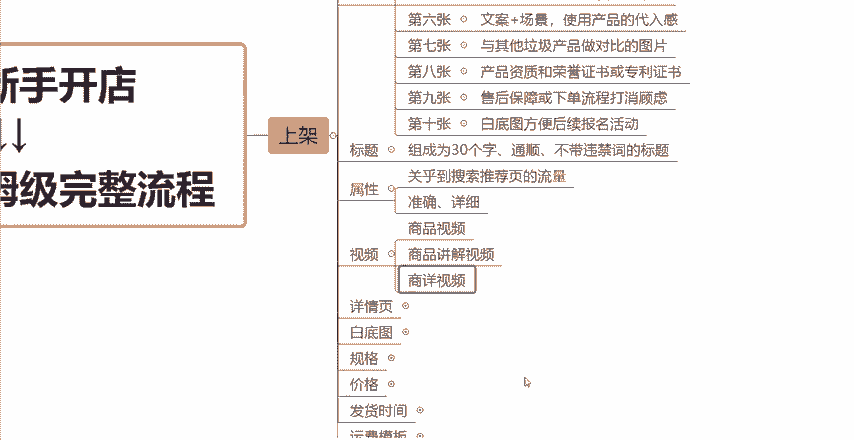 新手开店
↓↓
姆级完整流程
上架
第六张 文案+场景，使用产品的代入感
第七张 与其他垃圾产品做对比的图片
第八张 产品资质和荣誉证书或专利证书
第九张 售后保障或下单流程打消顾虑
第十张 白底图方便后续报名活动
标题 组成为30个字、通顺、不带违禁词的标题
属性
关乎到搜索推荐页的流量
准确、详细
视频
商品视频
商品讲解视频
商详视频
详情页
白底图
规格
价格
发货时间
运费模板